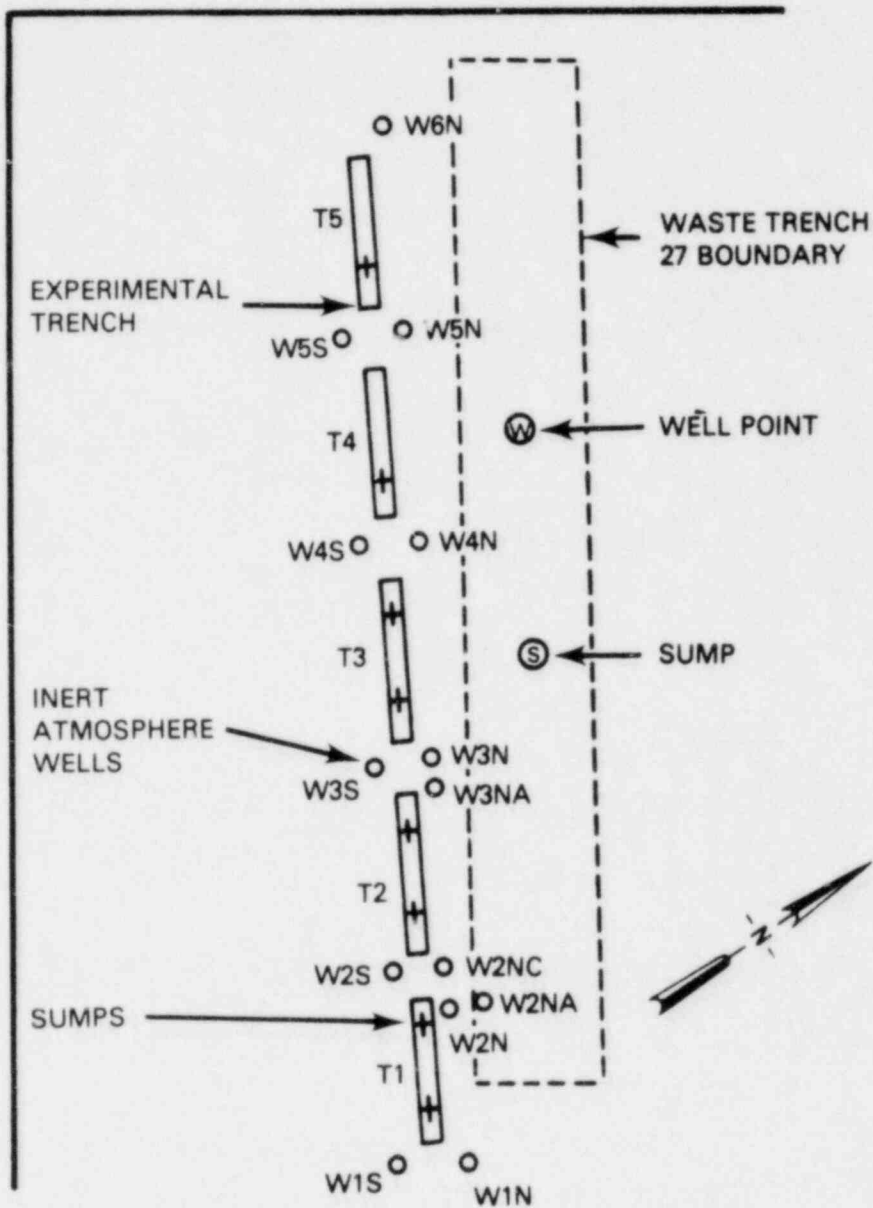 W6N
T5
WASTE TRENCH
27 BOUNDARY
EXPERIMENTAL
TRENCH
W5S
W5N
T4
W
WELL POINT
W4S
W4N
T3
S
SUMP
INERT
ATMOSPHERE
WELLS
W3N
W3S
W3NA
T2
N
W2S
W2NC
W2NA
SUMPS
W2N
T1
W1S
W1N